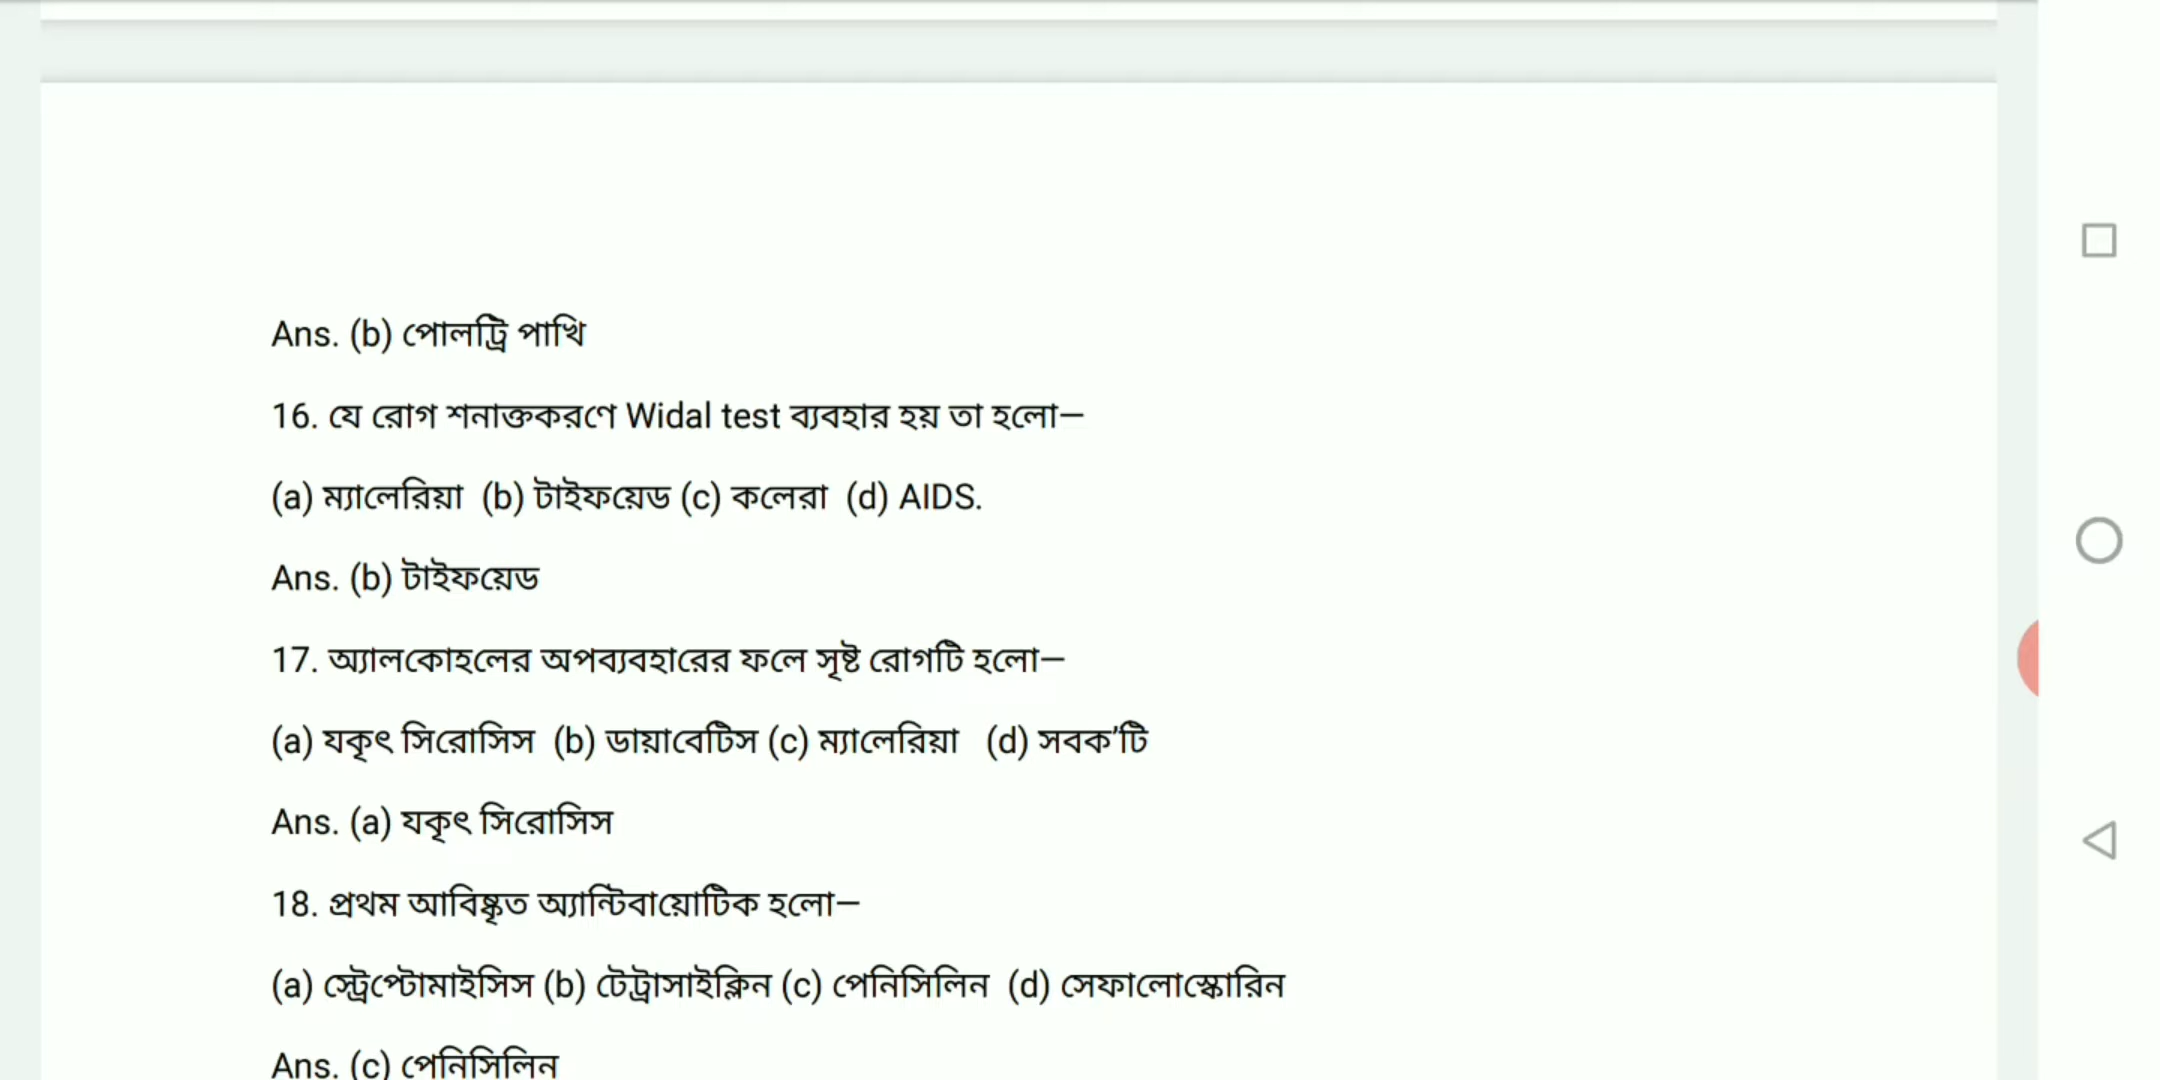 Ans. (b) পোলট্রি পাখি
16. যে রোগ শনাক্তকরণে Widal test ব্যবহার হয় তা হলো—
(a) ম্যালেরিয়া (b) টাইফয়েড (c) কলেরা (d) AIDS.
Ans. (b) টাইফয়েড
17. অ্যালকোহলের অপব্যবহারের ফলে সৃষ্ট রোগটি হলো—
(a) যকৃৎ সিরোসিস (b) ডায়াবেটিস (c) ম্যালেরিয়া (d) সবক'টি
Ans. (a) যকৃৎ সিরোসিস
18. প্রথম আবিষ্কৃত অ্যান্টিবায়োটিক হলো—
(a) স্ট্রেপ্টোমাইসিস (b) টেট্রাসাইক্লিন (c) পেনিসিলিন (d) সেফালোস্কোরিন
Ans. (c) পেনিসিলিন